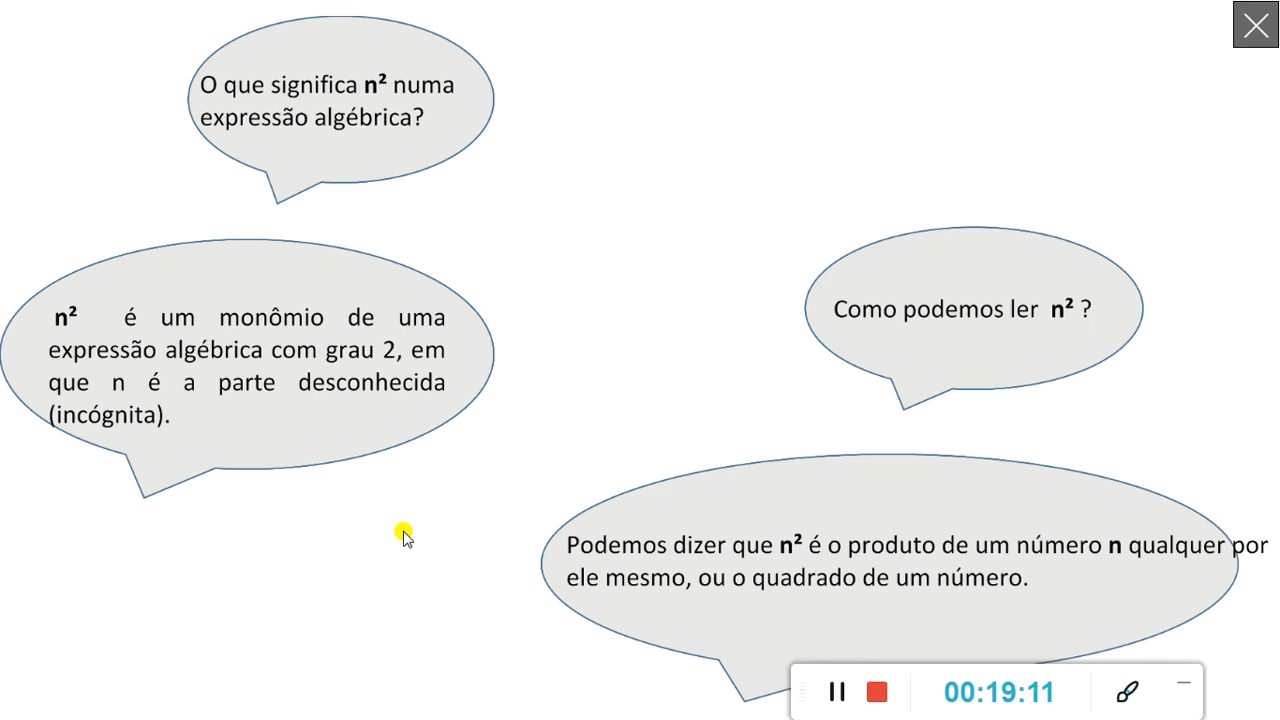 O que significa n² numa
expressão algébrica?
n² é um monômio de uma
expressão algébrica com grau 2, em
que n é a parte desconhecida
(incógnita).
Como podemos ler n² ?
Podemos dizer que n² é o produto de um número n qualquer por
ele mesmo, ou o quadrado de um número.
00:19:11